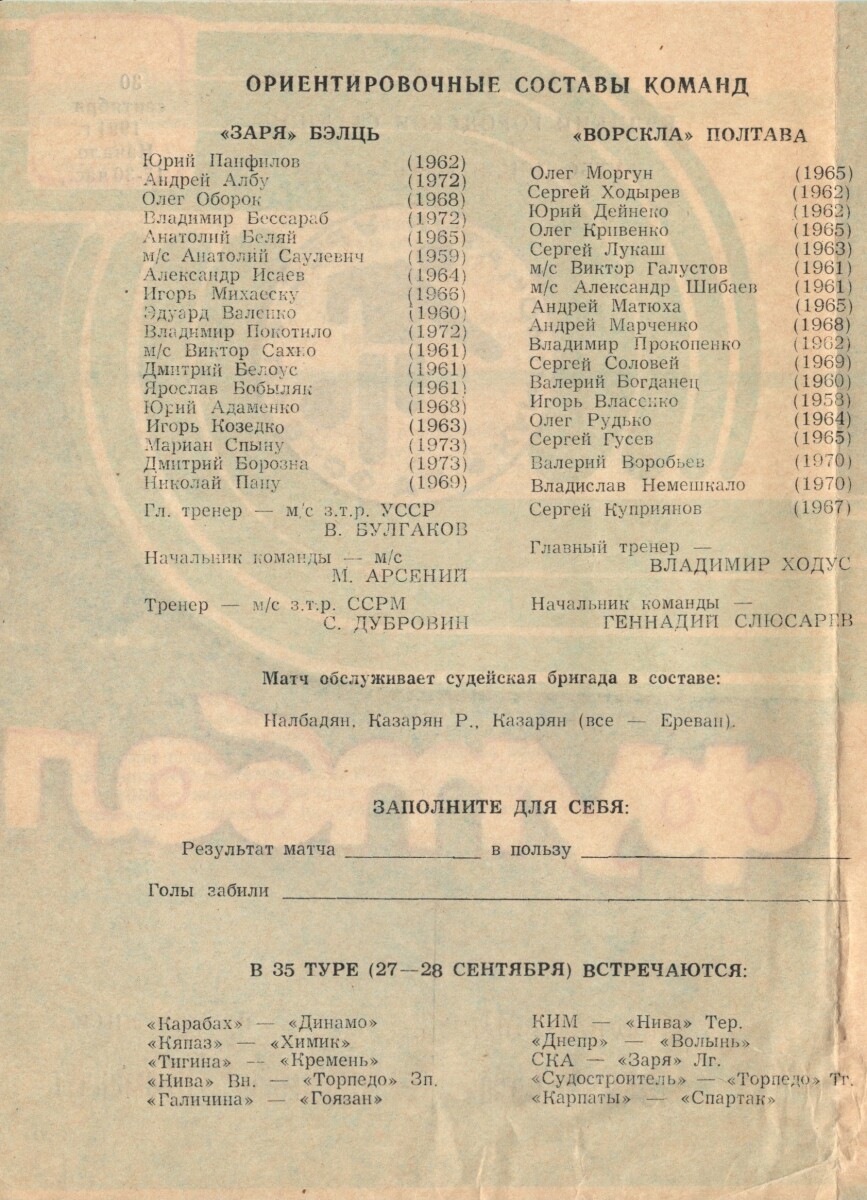 ОРИЕНТИРОВОЧНЫЕ СОСТАВЫ КОМАНД
«ЗАРЯ» БЭЛЦЬ
Юрий Панфилов (1962)
Андрей Албу (1972)
Олег Оборок (1968)
Владимир Бессараб (1972)
Анатолий Беляй (1965)
м/с Анатолий Саулевич (1959)
Александр Исаев (1964)
Игорь Михаеску (1966)
Эдуард Валенко (1960)
Владимир Покотило (1972)
м/с Виктор Сахно (1961)
Дмитрий Белоус (1961)
Ярослав Бобыляк (1961)
Юрий Адаменко (1968)
Игорь Козедко (1963)
Мариан Спыну (1973)
Дмитрий Борозна (1973)
Николай Пану (1969)
Гл. тренер — м/с з.т.р. УССР
В. БУЛГАКОВ
Начальник команды — м/с
М. АРСЕНИЙ
Тренер — м/с з.т.р. ССРМ
С. ДУБРОВИН
«ВОРСКЛА» ПОЛТАВА
Олег Моргун (1965)
Сергей Ходырев (1962)
Юрий Дейнеко (1962)
Олег Кривенко (1965)
Сергей Лукаш (1963)
м/с Виктор Галустов (1961)
м/с Александр Шибаев (1961)
Андрей Матюха (1965)
Андрей Марченко (1968)
Владимир Прокопенко (1962)
Сергей Соловей (1969)
Валерий Богданец (1960)
Игорь Власенко (1958)
Олег Рудько (1964)
Сергей Гусев (1965)
Валерий Воробьев (1970)
Владислав Немешкало (1970)
Сергей Куприянов (1967)
Главный тренер —
ВЛАДИМИР ХОДУС
Начальник команды —
ГЕННАДИЙ СЛЮСАРЕВ
Матч обслуживает судейская бригада в составе:
Налбадян, Казарян Р., Казарян (все — Ереван).
ЗАПОЛНИТЕ ДЛЯ СЕБЯ:
Результат матча ____________ в пользу ____________
Голы забили ____________
В 35 ТУРЕ (27—28 СЕНТЯБРЯ) ВСТРЕЧАЮТСЯ:
«Карабах» — «Динамо»
«Кяпаз» — «Химик»
«Тигина» — «Кремень»
«Нива» Вн. — «Торпедо» Зп.
«Галичина» — «Гоязан»
КИМ — «Нива» Тер.
«Днепр» — «Волынь»
СКА — «Заря» Лг.
«Судостроитель» — «Торпедо» Тг.
«Карпаты» — «Спартак»